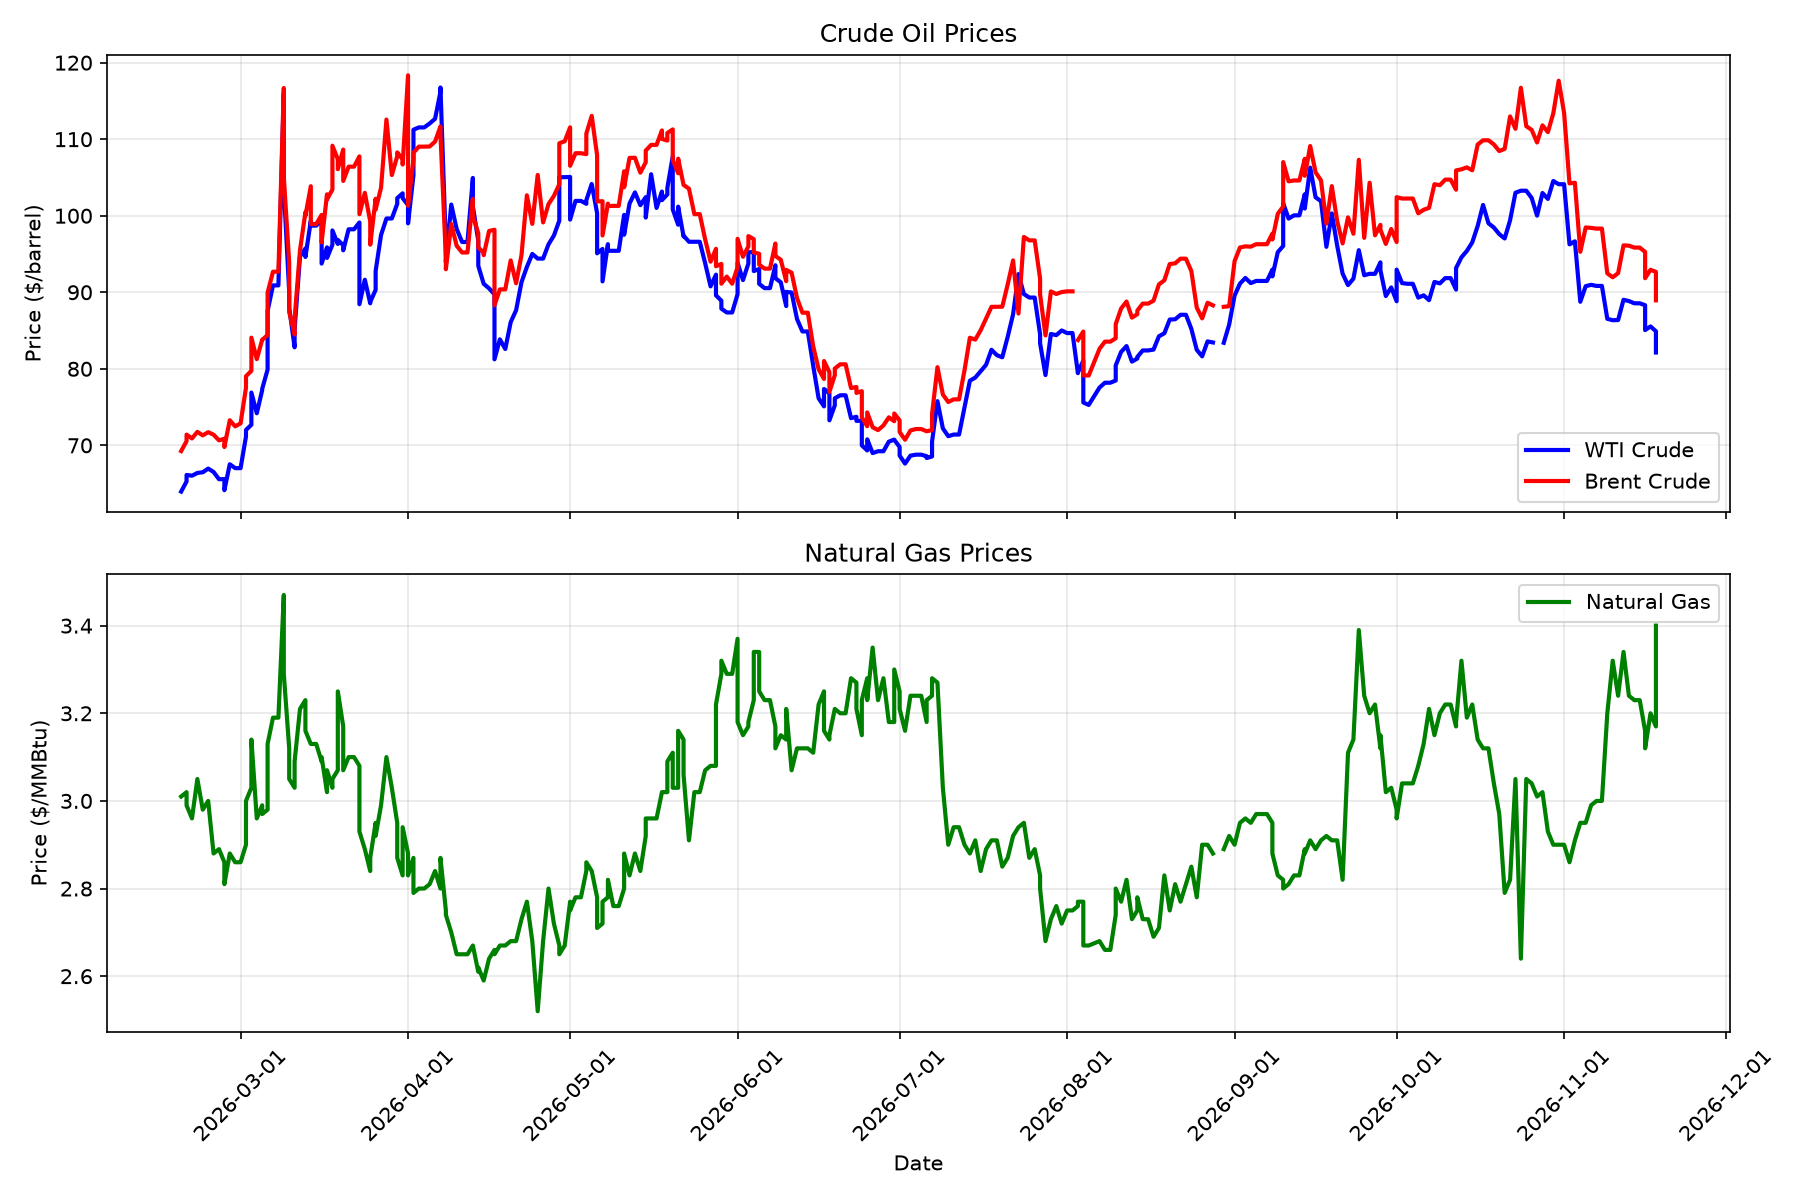 Crude Oil Prices
Price ($/barrel)
120
110
100
90
80
70
WTI Crude
Brent Crude
Natural Gas Prices
Price ($/MMBtu)
3.4
3.2
3.0
2.8
2.6
Natural Gas
2026-03-01
2026-04-01
2026-05-01
2026-06-01
2026-07-01
2026-08-01
2026-09-01
2026-10-01
2026-11-01
2026-12-01
Date